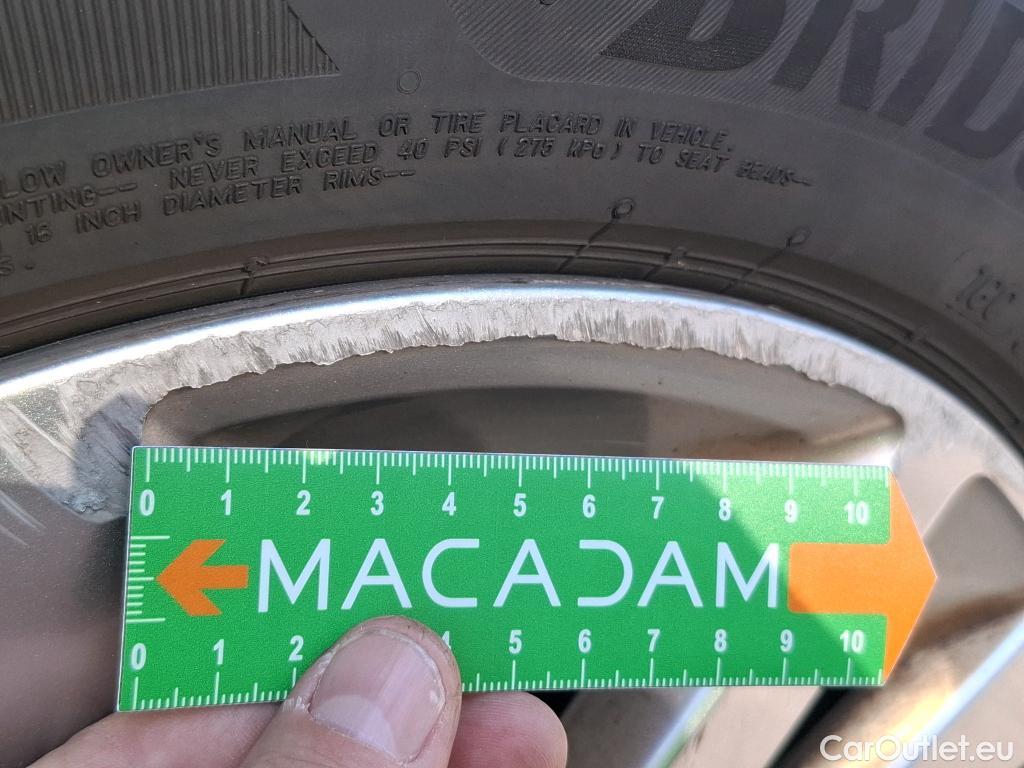 BRIDG
LOW OWNER'S MANUAL OR TIRE PLACARD IN VEHICLE.
UNTING-- NEVER EXCEED 40 PSI (275 KPa) TO SEAT BEADS--
16 INCH DIAMETER RIMS--
S.
0 1 2 3 4 5 6 7 8 9 10
MACADAM
0 1 2 4 5 6 7 8 9 10
CarOutlet.eu